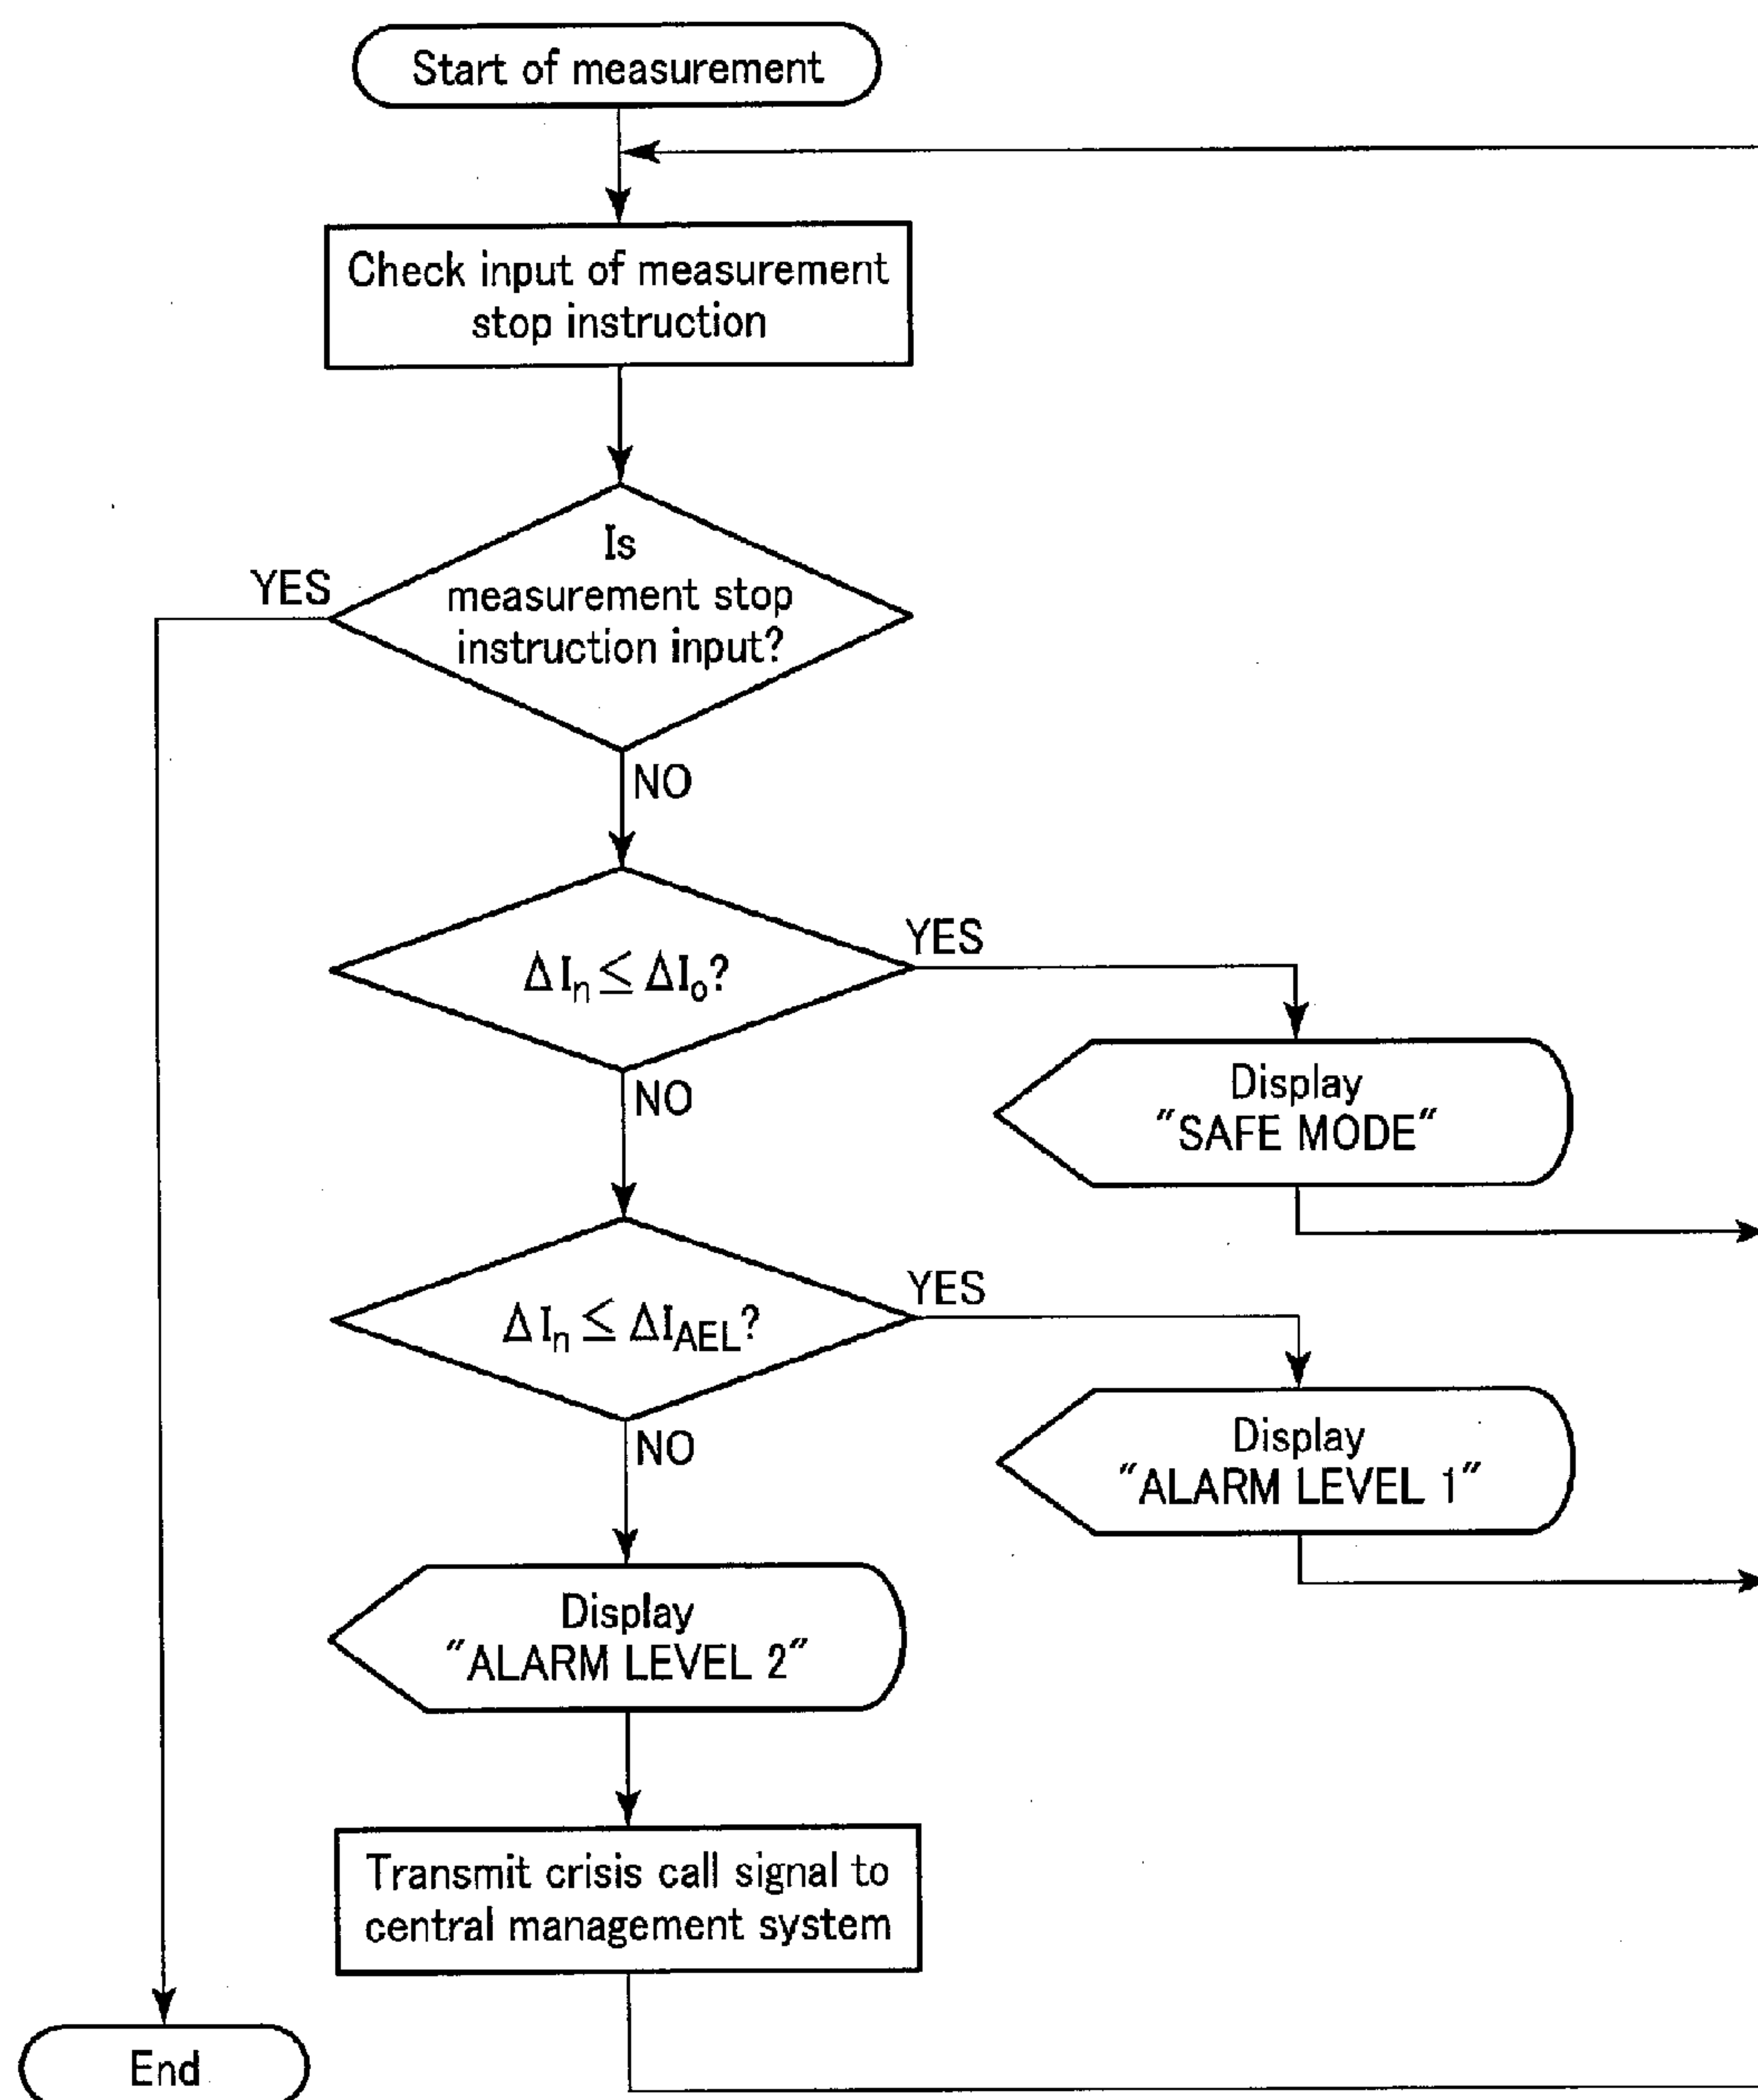 Start of measurement
Check input of measurement
stop instruction
Is
measurement stop
instruction input?
YES
NO
ΔIn ≦ ΔIo?
YES
Display
"SAFE MODE"
NO
ΔIn ≦ ΔIAEL?
YES
Display
"ALARM LEVEL 1"
NO
Display
"ALARM LEVEL 2"
Transmit crisis call signal to
central management system
End